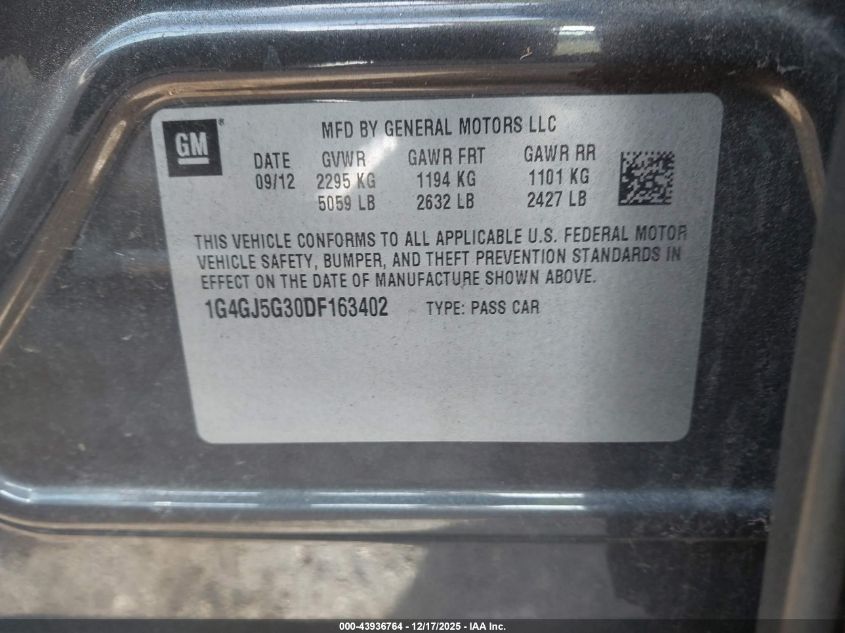 GM ®
MFD BY GENERAL MOTORS LLC
DATE GVWR GAWR FRT GAWR RR
09/12 2295 KG 1194 KG 1101 KG
5059 LB 2632 LB 2427 LB
THIS VEHICLE CONFORMS TO ALL APPLICABLE U.S. FEDERAL MOTOR
VEHICLE SAFETY, BUMPER, AND THEFT PREVENTION STANDARDS IN
EFFECT ON THE DATE OF MANUFACTURE SHOWN ABOVE.
1G4GJ5G30DF163402 TYPE: PASS CAR
000-43936764 - 12/17/2025 - IAA Inc.